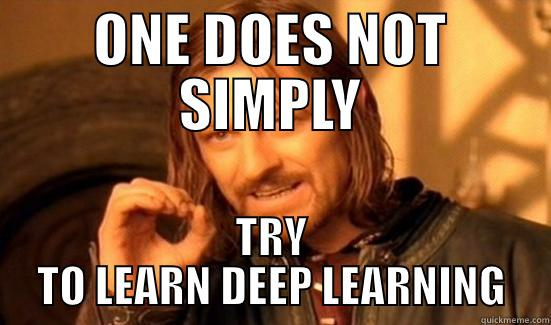 ONE DOES NOT
SIMPLY
TRY
TO LEARN DEEP LEARNING
quickmeme.com